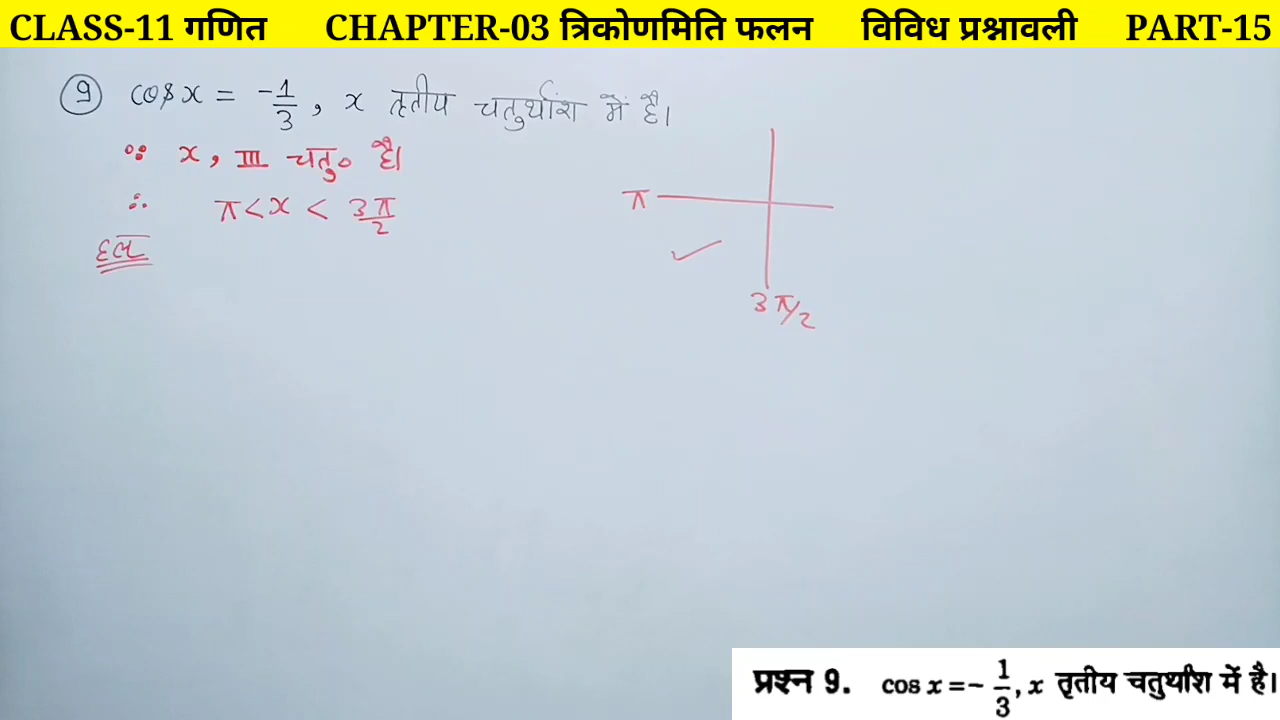 CLASS-11 गणित CHAPTER-03 त्रिकोणमिति फलन विविध प्रश्नावली PART-15
9 cosx = -1/3, x तृतीय चतुर्थांश में है।
∵ x, III चतु० है।
∴ π<x < 3π/2
हल
π
3π/2
प्रश्न 9. cos x = - 1/3, x तृतीय चतुर्थांश में है।